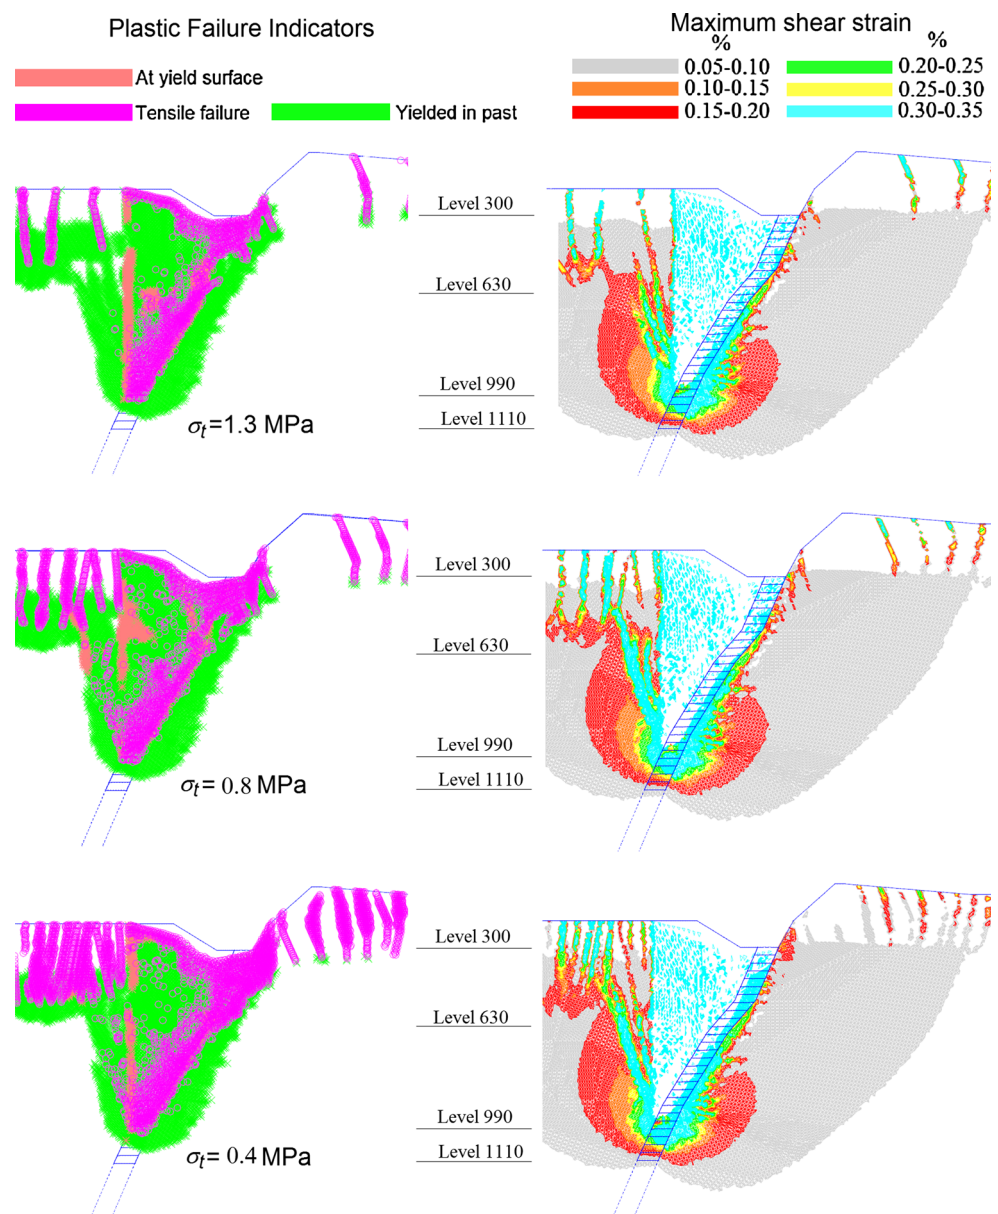 Plastic Failure Indicators
Maximum shear strain
% %
At yield surface
Tensile failure Yielded in past
0.05-0.10 0.20-0.25
0.10-0.15 0.25-0.30
0.15-0.20 0.30-0.35
Level 300
Level 630
Level 990
Level 1110
σt=1.3 MPa
Level 300
Level 630
Level 990
Level 1110
σt= 0.8 MPa
Level 300
Level 630
Level 990
Level 1110
σt= 0.4 MPa